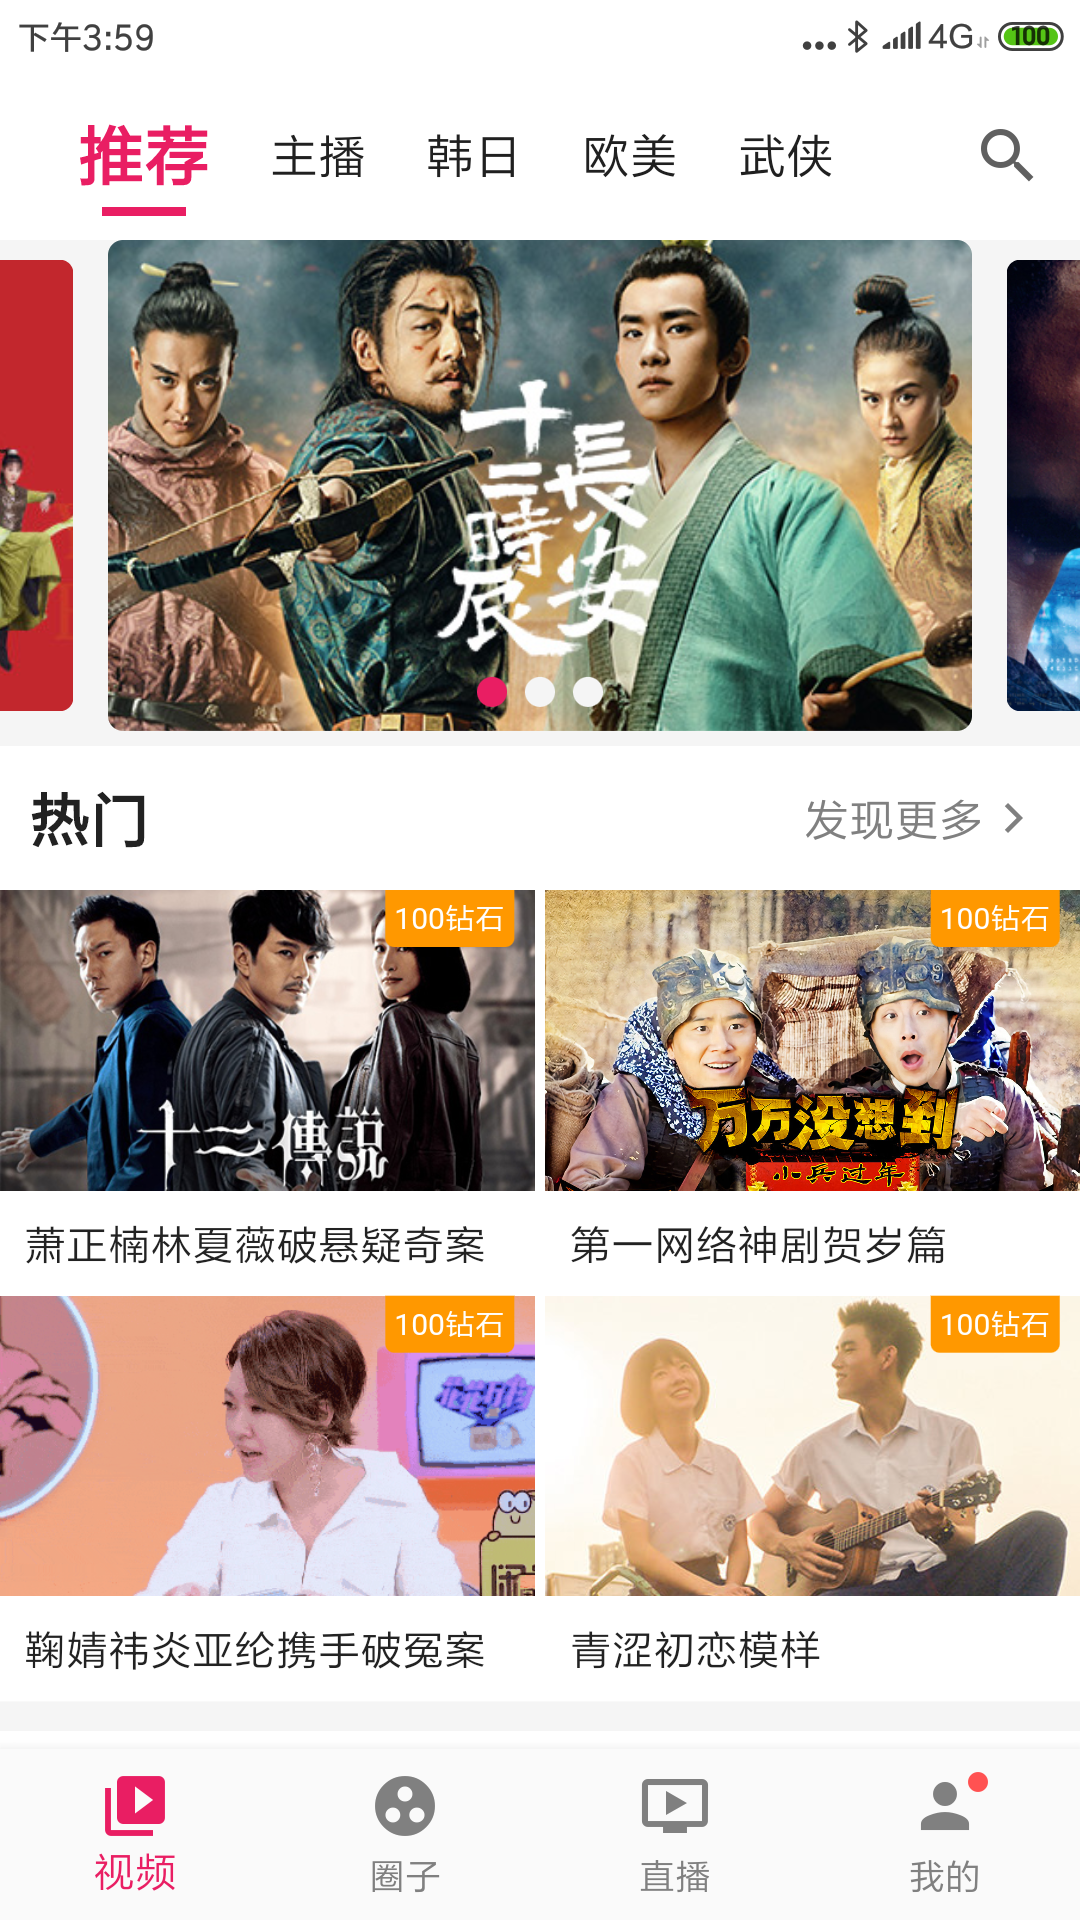 下午3:59
4G
100
推荐 主播 韩日 欧美 武侠
长安十二時辰
热门
发现更多
100钻石
100钻石
十二傳説
万万没想到
小兵过年
萧正楠林夏薇破悬疑奇案
第一网络神剧贺岁篇
100钻石
100钻石
鞠婧祎炎亚纶携手破冤案
青涩初恋模样
视频 圈子 直播 我的